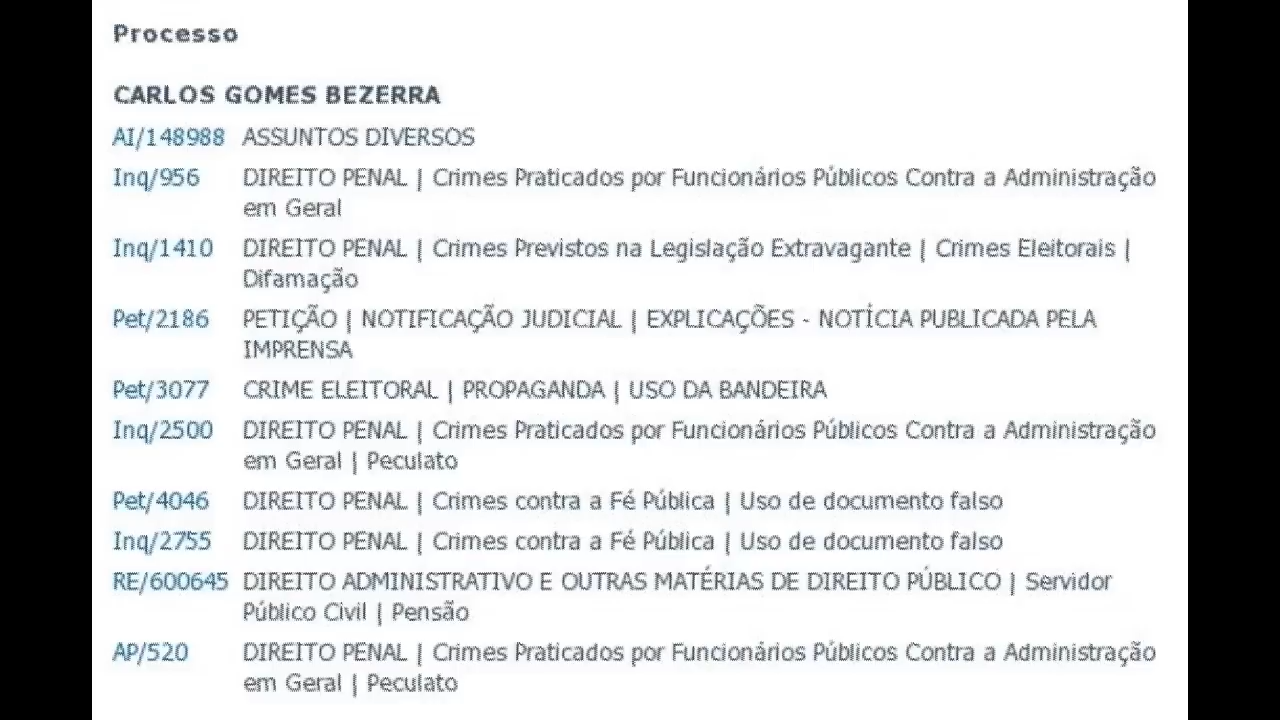 Processo
CARLOS GOMES BEZERRA
AI/148988 ASSUNTOS DIVERSOS
Inq/956 DIREITO PENAL | Crimes Praticados por Funcionários Públicos Contra a Administração
em Geral
Inq/1410 DIREITO PENAL | Crimes Previstos na Legislação Extravagante | Crimes Eleitorais |
Difamação
Pet/2186 PETIÇÃO | NOTIFICAÇÃO JUDICIAL | EXPLICAÇÕES - NOTÍCIA PUBLICADA PELA
IMPRENSA
Pet/3077 CRIME ELEITORAL | PROPAGANDA | USO DA BANDEIRA
Inq/2500 DIREITO PENAL | Crimes Praticados por Funcionários Públicos Contra a Administração
em Geral | Peculato
Pet/4046 DIREITO PENAL | Crimes contra a Fé Pública | Uso de documento falso
Inq/2755 DIREITO PENAL | Crimes contra a Fé Pública | Uso de documento falso
RE/600645 DIREITO ADMINISTRATIVO E OUTRAS MATÉRIAS DE DIREITO PÚBLICO | Servidor
Público Civil | Pensão
AP/520 DIREITO PENAL | Crimes Praticados por Funcionários Públicos Contra a Administração
em Geral | Peculato